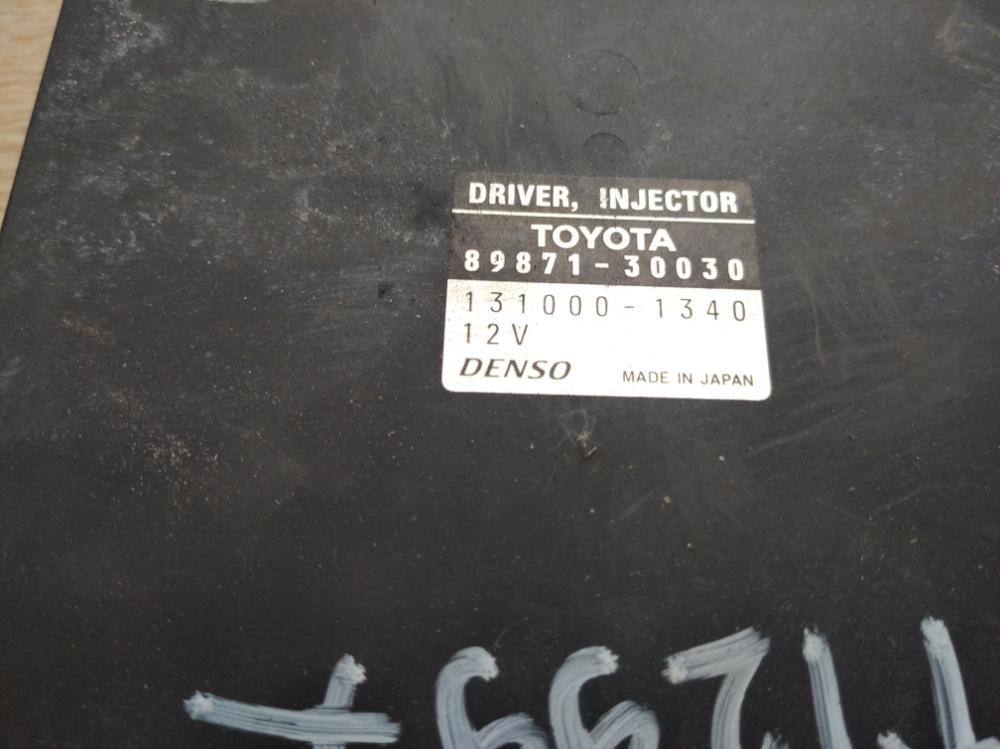 DRIVER, INJECTOR
TOYOTA
89871-30030
131000-1340
12V
DENSO MADE IN JAPAN